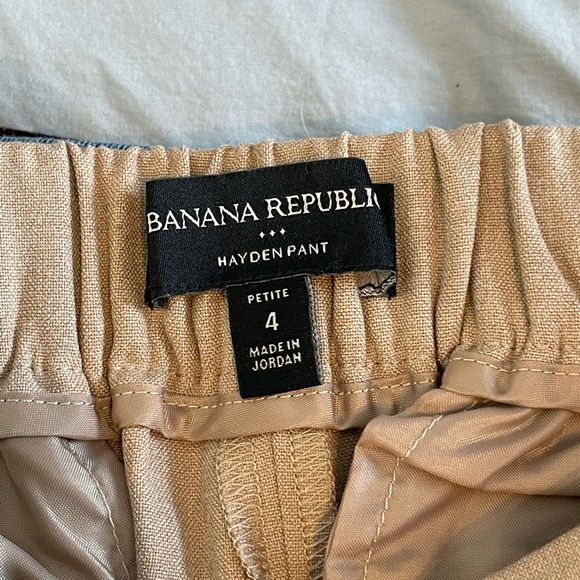 BANANA REPUBLIC
HAYDEN PANT
PETITE
4
MADE IN
JORDAN